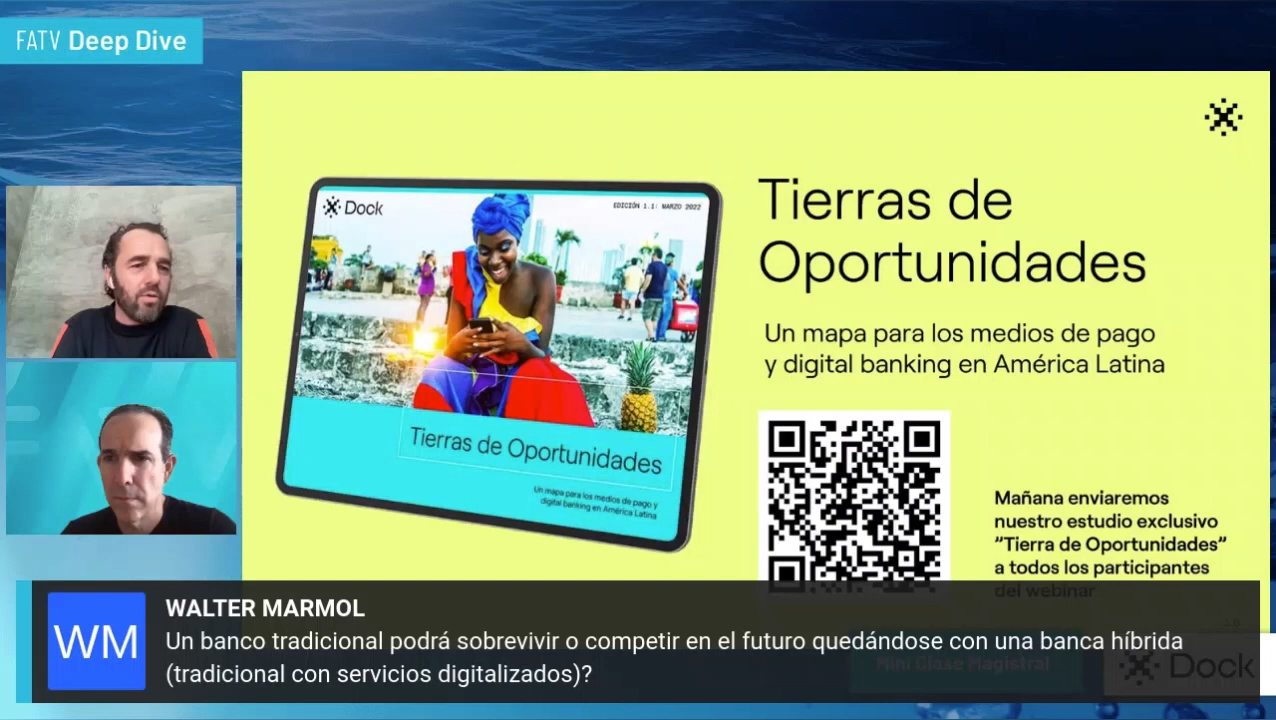 FATV Deep Dive
Dock
EDICIÓN 1.1: MARZO 2022
Tierras de Oportunidades
Un mapa para los medios de pago y
digital banking en América Latina
Tierras de
Oportunidades
Un mapa para los medios de pago
y digital banking en América Latina
Mañana enviaremos
nuestro estudio exclusivo
“Tierra de Oportunidades”
a todos los participantes
del webinar
WM
WALTER MARMOL
Un banco tradicional podrá sobrevivir o competir en el futuro quedándose con una banca híbrida
(tradicional con servicios digitalizados)?
Mini Clase Magistral
Dock